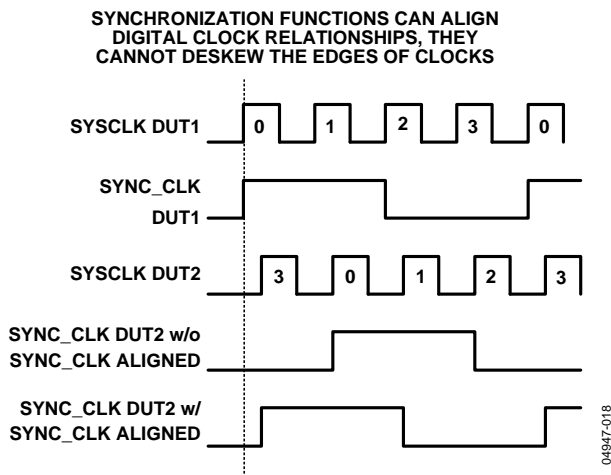 SYNCHRONIZATION FUNCTIONS CAN ALIGN
DIGITAL CLOCK RELATIONSHIPS, THEY
CANNOT DESKEW THE EDGES OF CLOCKS
SYSCLK DUT1
0 1 2 3 0
SYNC_CLK
DUT1
SYSCLK DUT2
3 0 1 2 3
SYNC_CLK DUT2 w/o
SYNC_CLK ALIGNED
SYNC_CLK DUT2 w/
SYNC_CLK ALIGNED
04947-018